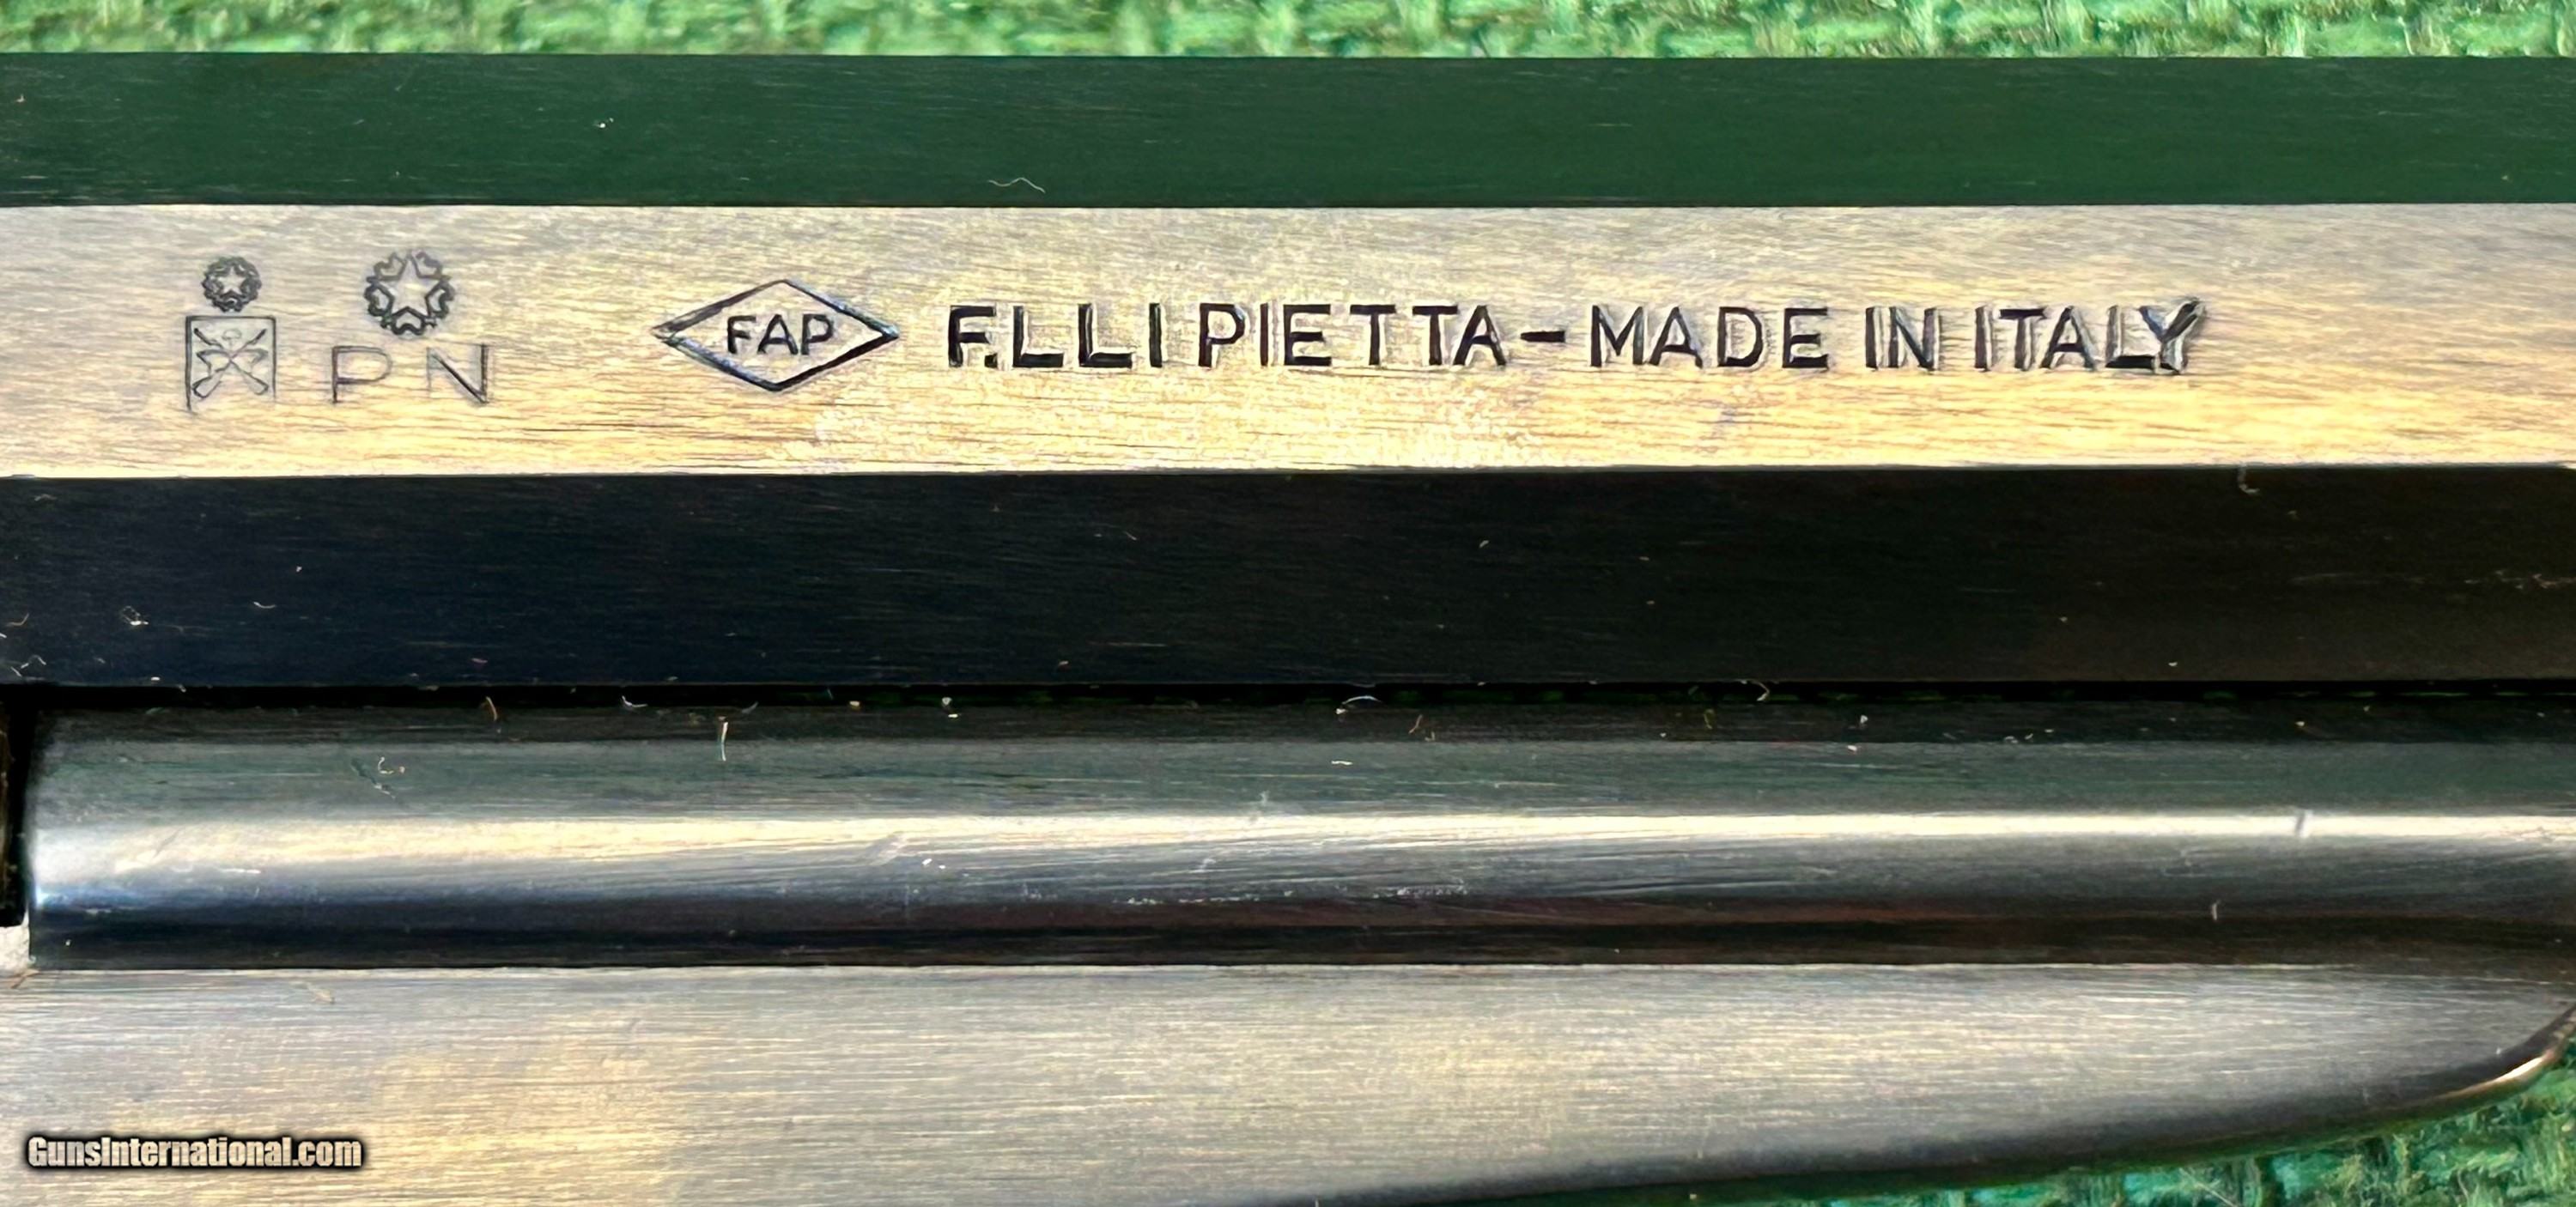 PN
FAP
F.LLI PIETTA - MADE IN ITALY
GunsInternational.com